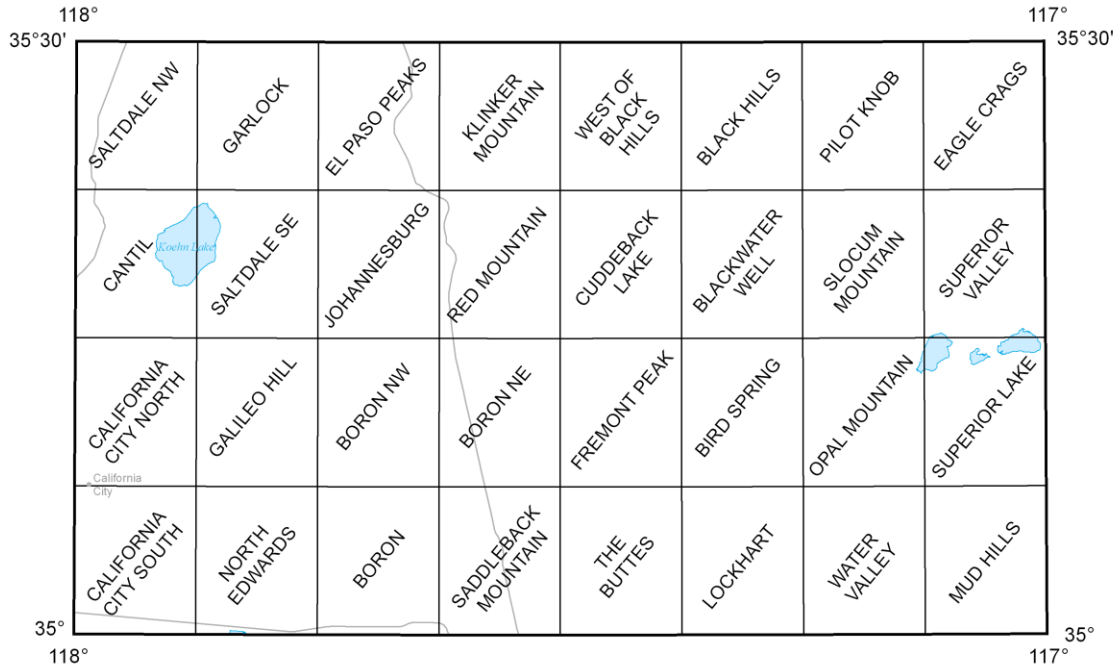 118°
117°
35°30'
35°30'
SALTDALE NW
GARLOCK
EL PASO PEAKS
KLINKER
MOUNTAIN
WEST OF
BLACK
HILLS
BLACK HILLS
PILOT KNOB
EAGLE CRAGS
CANTIL
Koehn Lake
SALTDALE SE
JOHANNESBURG
RED MOUNTAIN
CUDDEBACK
LAKE
BLACKWATER
WELL
SLOCUM
MOUNTAIN
SUPERIOR
VALLEY
CALIFORNIA
CITY NORTH
GALILEO HILL
BORON NW
BORON NE
FREMONT PEAK
BIRD SPRING
OPAL MOUNTAIN
SUPERIOR LAKE
California
City
CALIFORNIA
CITY SOUTH
NORTH
EDWARDS
BORON
SADDLEBACK
MOUNTAIN
THE
BUTTES
LOCKHART
WATER
VALLEY
MUD HILLS
35°
35°
118°
117°